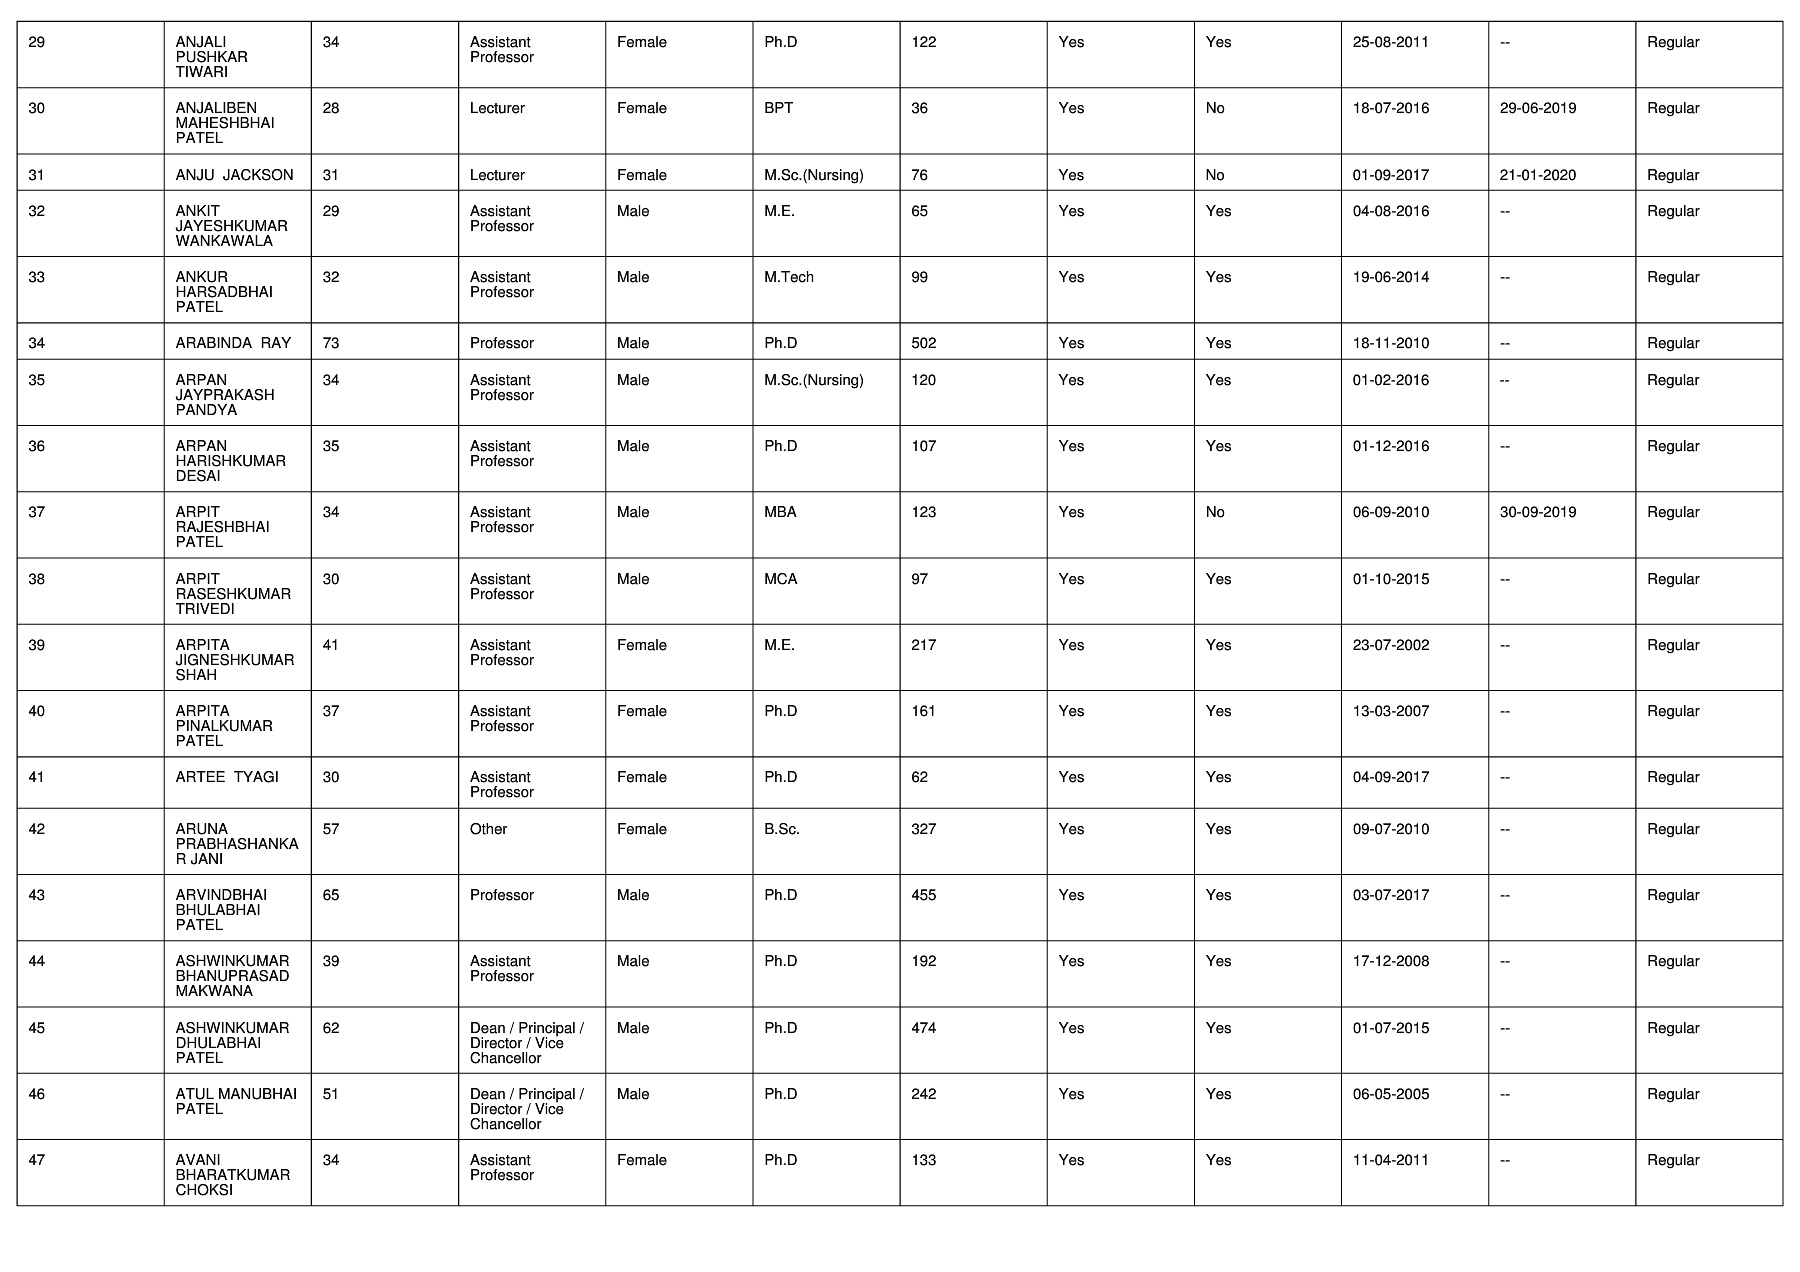 29 ANJALI 34 Assistant Female Ph.D 122 Yes Yes 25-08-2011 -- Regular
PUSHKAR Professor
TIWARI
30 ANJALIBEN 28 Lecturer Female BPT 36 Yes No 18-07-2016 29-06-2019 Regular
MAHESHBHAI
PATEL
31 ANJU JACKSON 31 Lecturer Female M.Sc.(Nursing) 76 Yes No 01-09-2017 21-01-2020 Regular
32 ANKIT 29 Assistant Male M.E. 65 Yes Yes 04-08-2016 -- Regular
JAYESHKUMAR Professor
WANKAWALA
33 ANKUR 32 Assistant Male M.Tech 99 Yes Yes 19-06-2014 -- Regular
HARSADBHAI Professor
PATEL
34 ARABINDA RAY 73 Professor Male Ph.D 502 Yes Yes 18-11-2010 -- Regular
35 ARPAN 34 Assistant Male M.Sc.(Nursing) 120 Yes Yes 01-02-2016 -- Regular
JAYPRAKASH Professor
PANDYA
36 ARPAN 35 Assistant Male Ph.D 107 Yes Yes 01-12-2016 -- Regular
HARISHKUMAR Professor
DESAI
37 ARPIT 34 Assistant Male MBA 123 Yes No 06-09-2010 30-09-2019 Regular
RAJESHBHAI Professor
PATEL
38 ARPIT 30 Assistant Male MCA 97 Yes Yes 01-10-2015 -- Regular
RASESHKUMAR Professor
TRIVEDI
39 ARPITA 41 Assistant Female M.E. 217 Yes Yes 23-07-2002 -- Regular
JIGNESHKUMAR Professor
SHAH
40 ARPITA 37 Assistant Female Ph.D 161 Yes Yes 13-03-2007 -- Regular
PINALKUMAR Professor
PATEL
41 ARTEE TYAGI 30 Assistant Female Ph.D 62 Yes Yes 04-09-2017 -- Regular
Professor
42 ARUNA 57 Other Female B.Sc. 327 Yes Yes 09-07-2010 -- Regular
PRABHASHANKA
R JANI
43 ARVINDBHAI 65 Professor Male Ph.D 455 Yes Yes 03-07-2017 -- Regular
BHULABHAI
PATEL
44 ASHWINKUMAR 39 Assistant Male Ph.D 192 Yes Yes 17-12-2008 -- Regular
BHANUPRASAD Professor
MAKWANA
45 ASHWINKUMAR 62 Dean / Principal / Male Ph.D 474 Yes Yes 01-07-2015 -- Regular
DHULABHAI Director / Vice
PATEL Chancellor
46 ATUL MANUBHAI 51 Dean / Principal / Male Ph.D 242 Yes Yes 06-05-2005 -- Regular
PATEL Director / Vice
Chancellor
47 AVANI 34 Assistant Female Ph.D 133 Yes Yes 11-04-2011 -- Regular
BHARATKUMAR Professor
CHOKSI